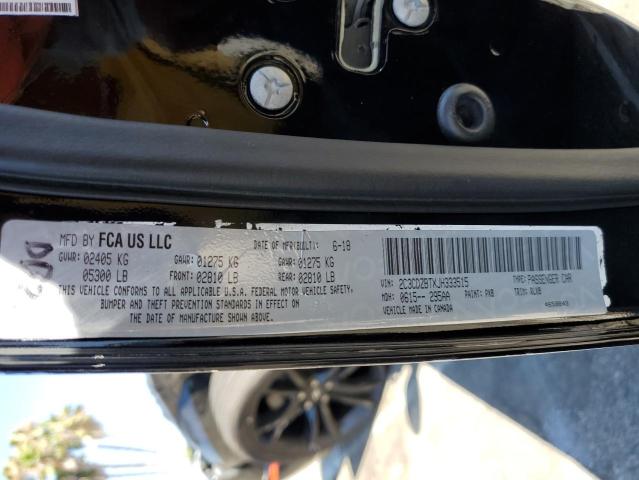 MFD BY FCA US LLC
DATE OF MFR(BUILT): 6-18
GVWR: 02405 KG GAWR: 01275 KG GAWR: 01275 KG
05300 LB FRONT: 02810 LB REAR: 02810 LB
THIS VEHICLE CONFORMS TO ALL APPLICABLE U.S.A. FEDERAL MOTOR VEHICLE SAFETY,
BUMPER AND THEFT PREVENTION STANDARDS IN EFFECT ON
THE DATE OF MANUFACTURE SHOWN ABOVE.
VIN: 2C3CDZBTXJH333515 TYPE: PASSENGER CAR
MDH: 0615-- 295AA PAINT: PXB TRIM:
VEHICLE MADE IN CANADA